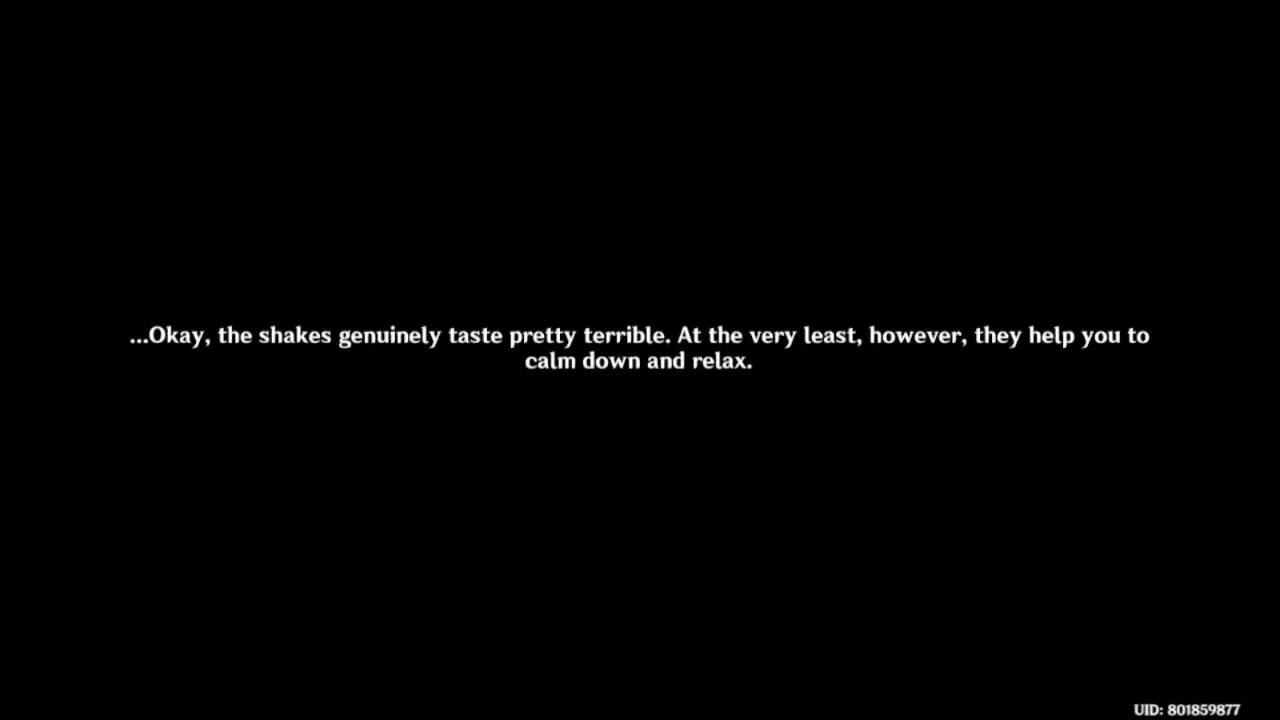 ...Okay, the shakes genuinely taste pretty terrible. At the very least, however, they help you to
calm down and relax.
UID: 801859877